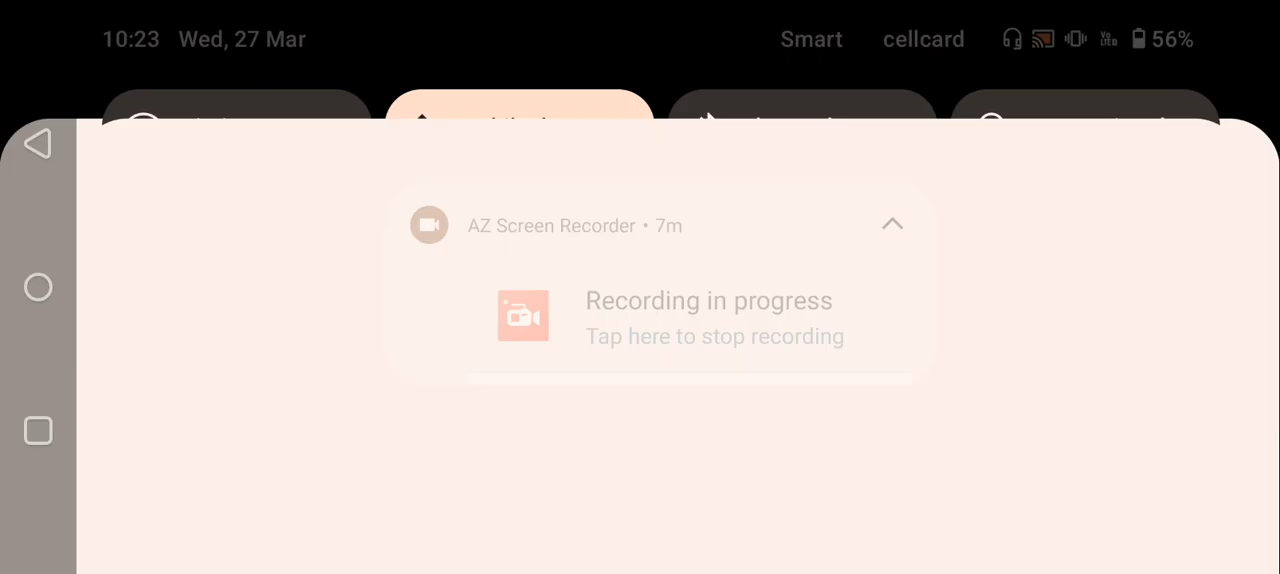 10:23 Wed, 27 Mar Smart cellcard 56%
AZ Screen Recorder • 7m
Recording in progress
Tap here to stop recording